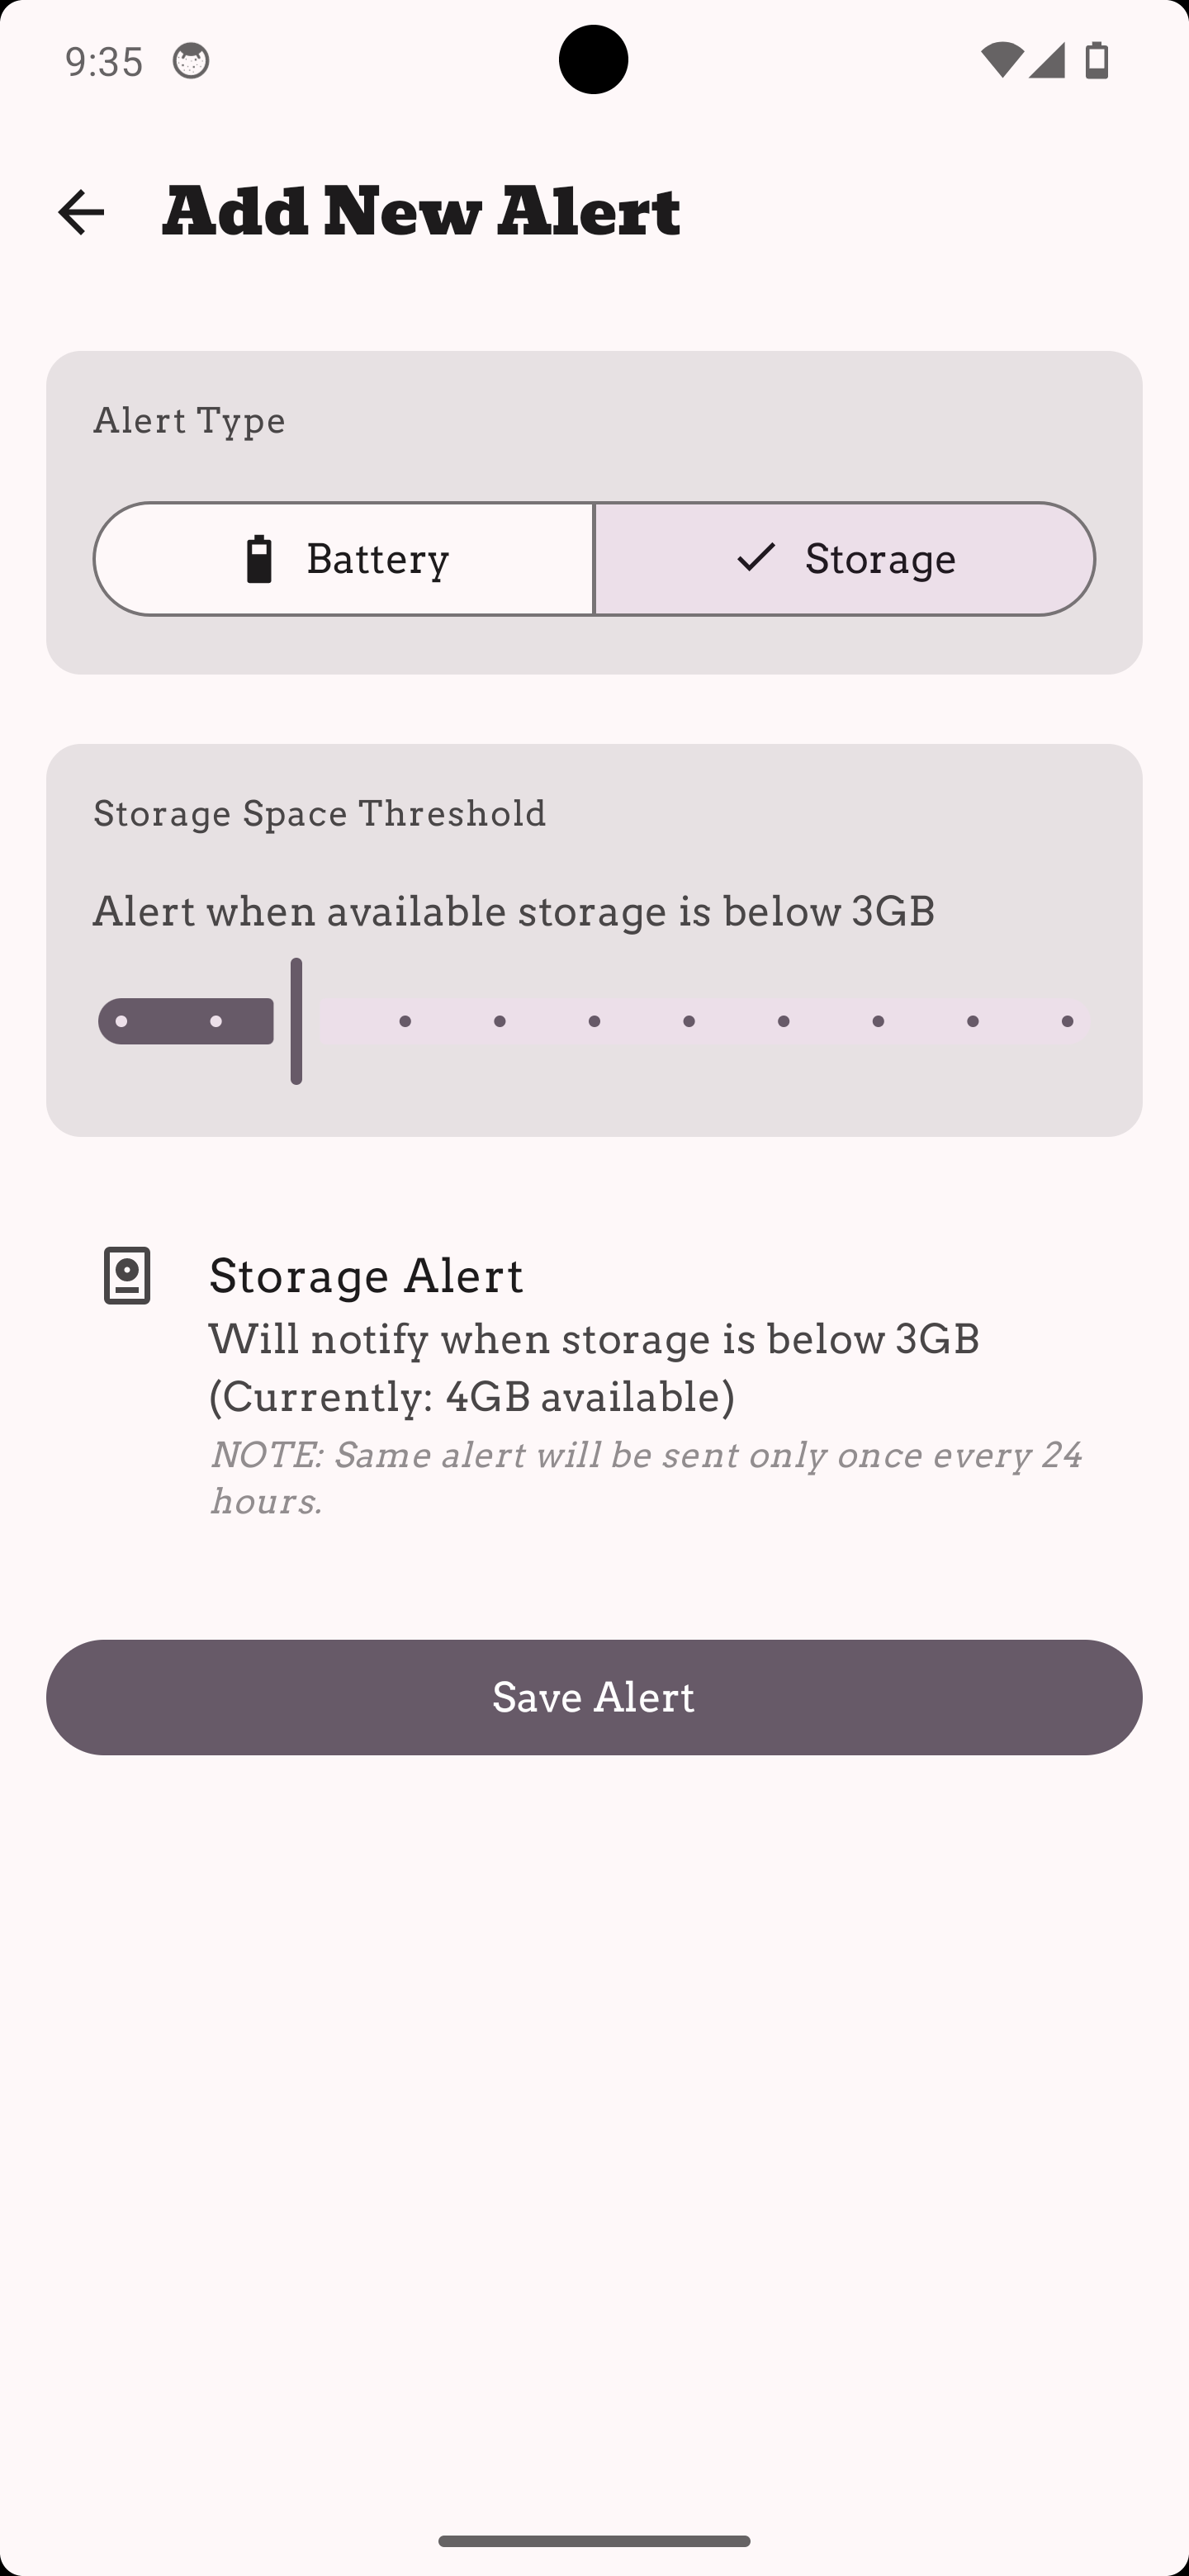 9:35
Add New Alert
Alert Type
Battery
Storage
Storage Space Threshold
Alert when available storage is below 3GB
Storage Alert
Will notify when storage is below 3GB
(Currently: 4GB available)
NOTE: Same alert will be sent only once every 24
hours.
Save Alert